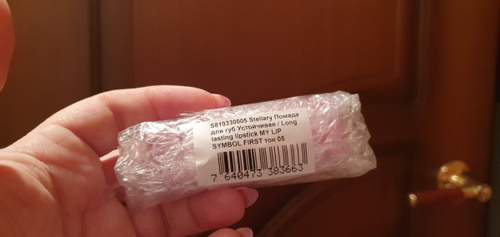 S810330005 Stellary Помада
для губ Устойчивая / Long
lasting lipstick MY LIP
SYMBOL FIRST тон 05
7 640473 383663